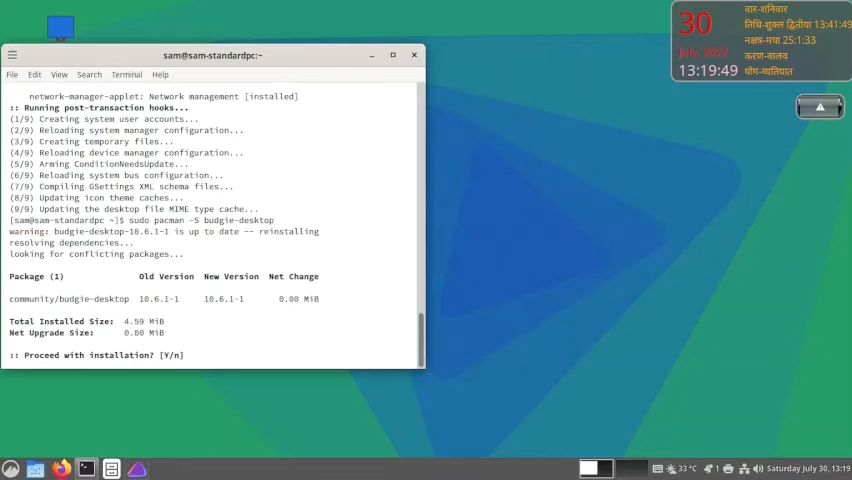 sam@sam-standardpc:~
File Edit View Search Terminal Help
network-manager-applet: Network management [installed]
:: Running post-transaction hooks...
(1/9) Creating system user accounts...
(2/9) Reloading system manager configuration...
(3/9) Creating temporary files...
(4/9) Reloading device manager configuration...
(5/9) Arming ConditionNeedsUpdate...
(6/9) Reloading system bus configuration...
(7/9) Compiling GSettings XML schema files...
(8/9) Updating icon theme caches...
(9/9) Updating the desktop file MIME type cache...
[sam@sam-standardpc ~]$ sudo pacman -S budgie-desktop
warning: budgie-desktop-10.6.1-1 is up to date -- reinstalling
resolving dependencies...
looking for conflicting packages...
Package (1) Old Version New Version Net Change
community/budgie-desktop 10.6.1-1 10.6.1-1 0.00 MiB
Total Installed Size: 4.59 MiB
Net Upgrade Size: 0.00 MiB
:: Proceed with installation? [Y/n]
30
July, 2022
13:19:49
वार-शनिवार
तिथि-शुक्ल द्वितीया 13:41:49
नक्षत्र-मघा 25:1:33
करण-बालव
योग-व्यतिपात
33 °C
1
Saturday July 30, 13:19